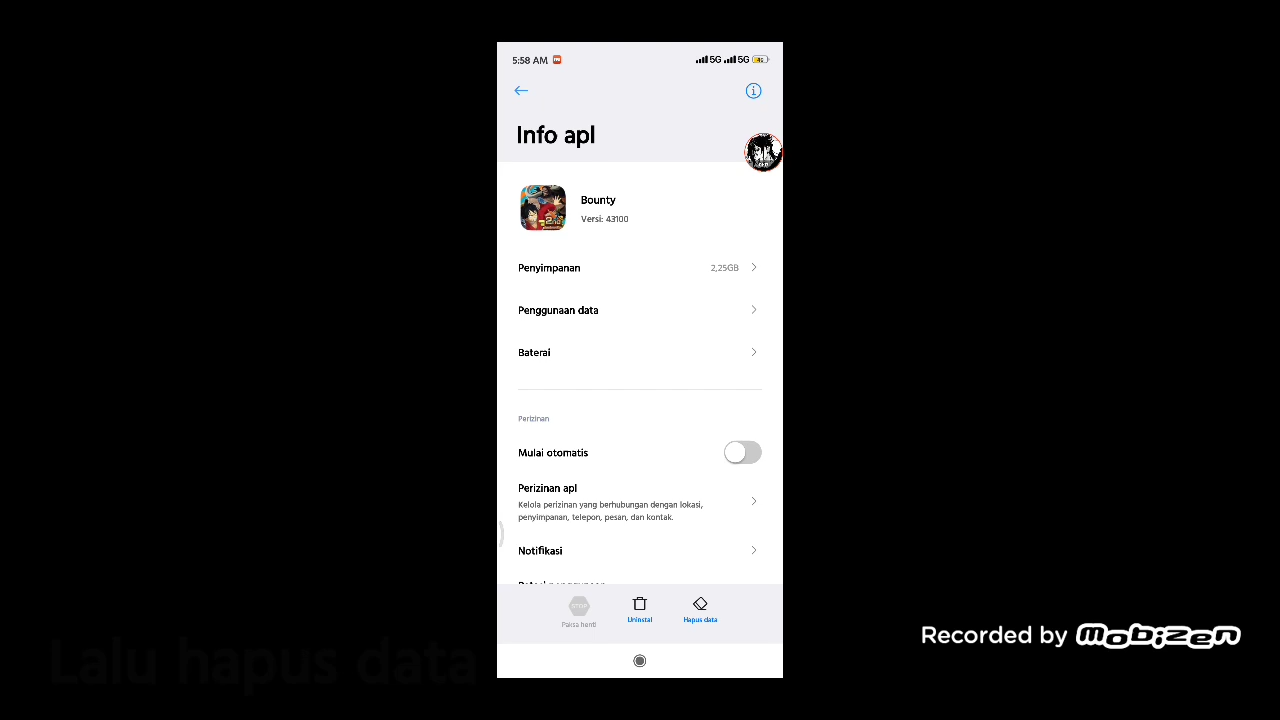 5:58 AM
5G 5G
Info apl
Bounty
Versi: 43100
Penyimpanan 2,25GB
Penggunaan data
Baterai
Perizinan
Mulai otomatis
Perizinan apl
Kelola perizinan yang berhubungan dengan lokasi,
penyimpanan, telepon, pesan, dan kontak.
Notifikasi
Paksa henti
Uninstal
Hapus data
Recorded by mobizen
Lalu hapus data